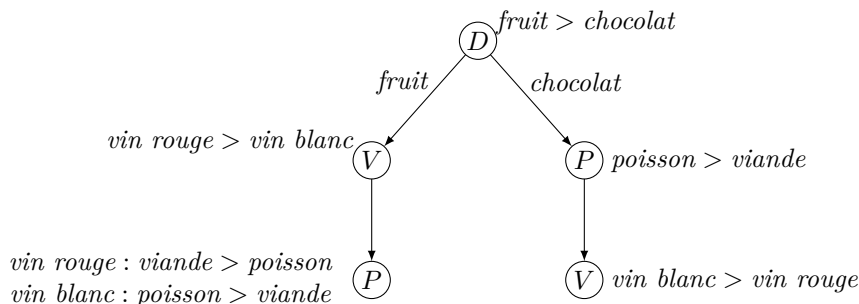 D fruit > chocolat
fruit chocolat
vin rouge > vin blanc V P poisson > viande
vin rouge : viande > poisson
vin blanc : poisson > viande
P V vin blanc > vin rouge